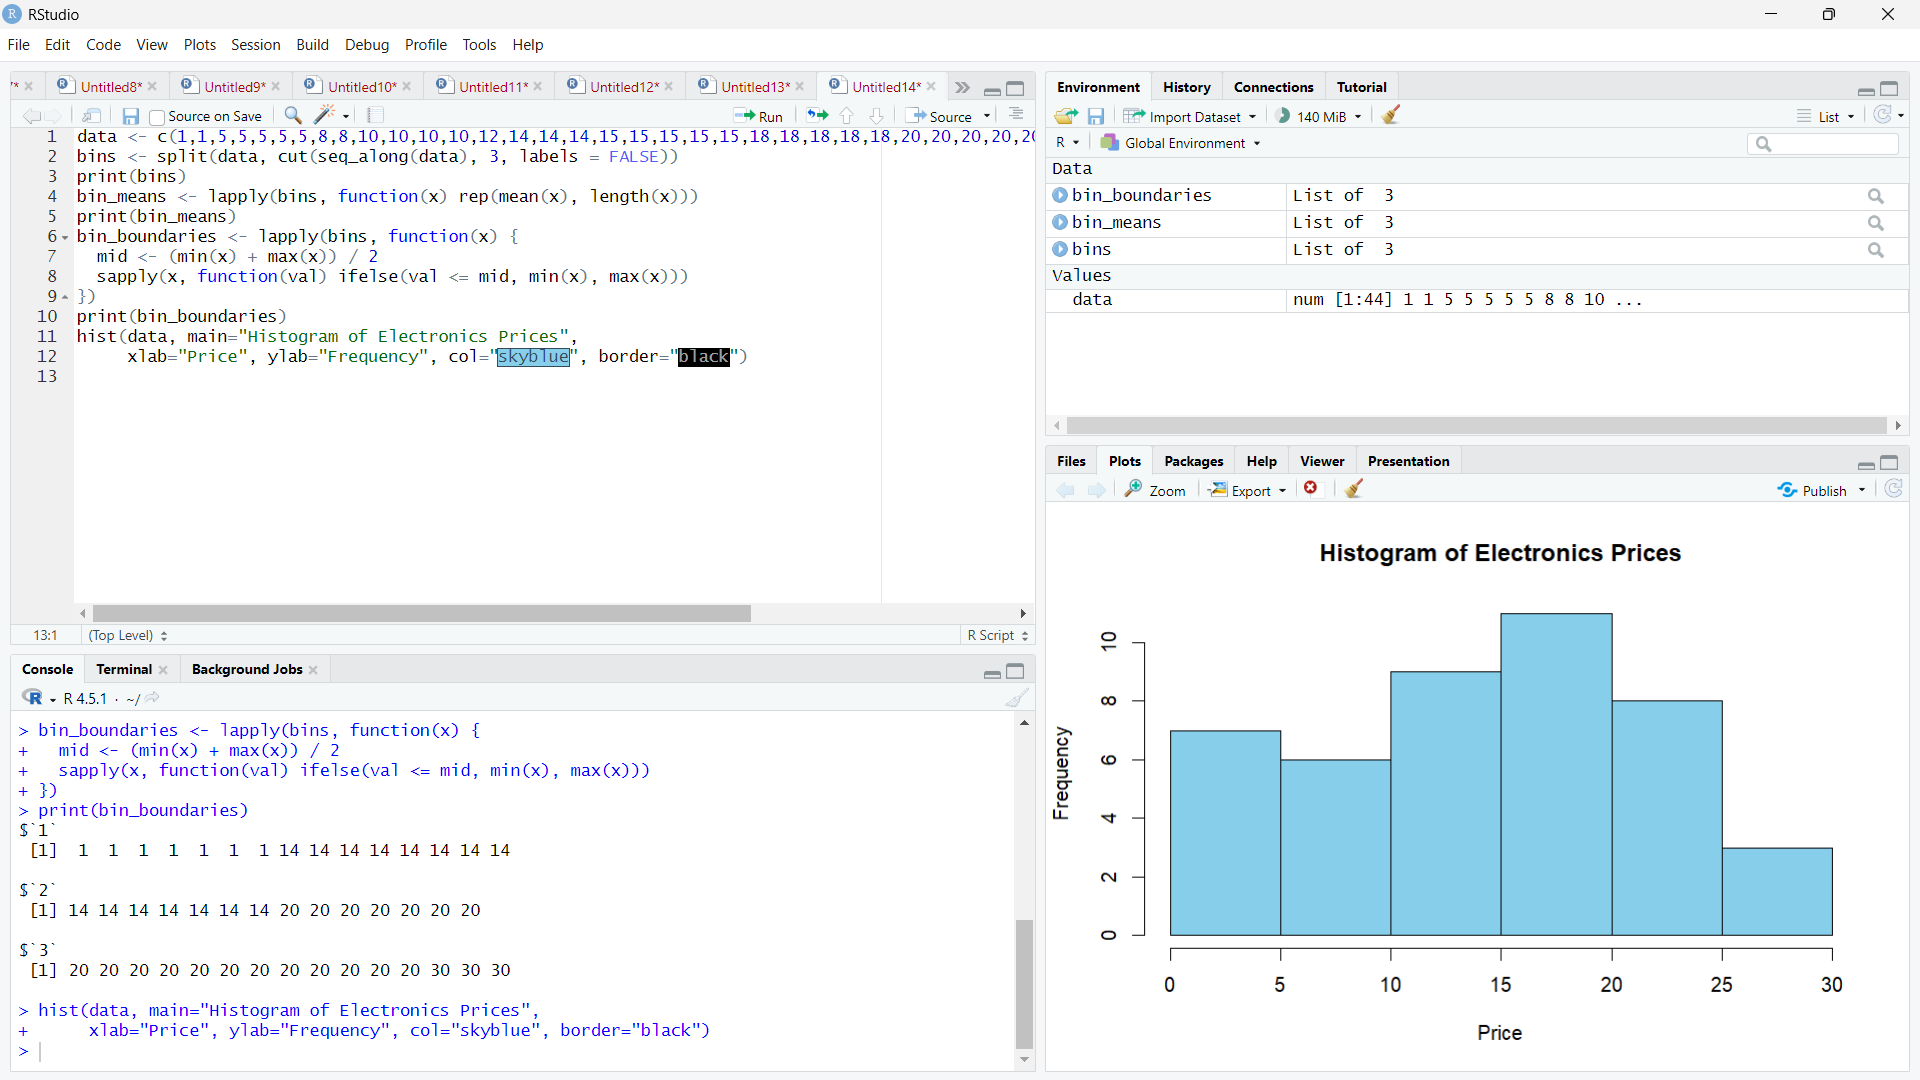 RStudio
File Edit Code View Plots Session Build Debug Profile Tools Help
Untitled8* Untitled9* Untitled10* Untitled11* Untitled12* Untitled13* Untitled14*
Source on Save Run Source
1 data <- c(1,1,5,5,5,5,5,8,8,10,10,10,10,12,14,14,14,15,15,15,15,15,18,18,18,18,18,20,20,20,20,
2 bins <- split(data, cut(seq_along(data), 3, labels = FALSE))
3 print(bins)
4 bin_means <- lapply(bins, function(x) rep(mean(x), length(x)))
5 print(bin_means)
6 bin_boundaries <- lapply(bins, function(x) {
7 mid <- (min(x) + max(x)) / 2
8 sapply(x, function(val) ifelse(val <= mid, min(x), max(x)))
9 })
10 print(bin_boundaries)
11 hist(data, main="Histogram of Electronics Prices",
12 xlab="Price", ylab="Frequency", col="skyblue", border="black")
13
13:1 (Top Level) R Script
Console Terminal Background Jobs
R R 4.5.1 · ~/
> bin_boundaries <- lapply(bins, function(x) {
+ mid <- (min(x) + max(x)) / 2
+ sapply(x, function(val) ifelse(val <= mid, min(x), max(x)))
+ })
> print(bin_boundaries)
$`1`
[1] 1 1 1 1 1 1 1 14 14 14 14 14 14 14 14
$`2`
[1] 14 14 14 14 14 14 14 20 20 20 20 20 20 20
$`3`
[1] 20 20 20 20 20 20 20 20 20 20 20 20 30 30 30
> hist(data, main="Histogram of Electronics Prices",
+ xlab="Price", ylab="Frequency", col="skyblue", border="black")
>
Environment History Connections Tutorial
Import Dataset 140 MiB List
R Global Environment
Data
bin_boundaries List of 3
bin_means List of 3
bins List of 3
Values
data num [1:44] 1 1 5 5 5 5 5 8 8 10 ...
Files Plots Packages Help Viewer Presentation
Zoom Export Publish
Histogram of Electronics Prices
Frequency
10
8
6
4
2
0
0 5 10 15 20 25 30
Price